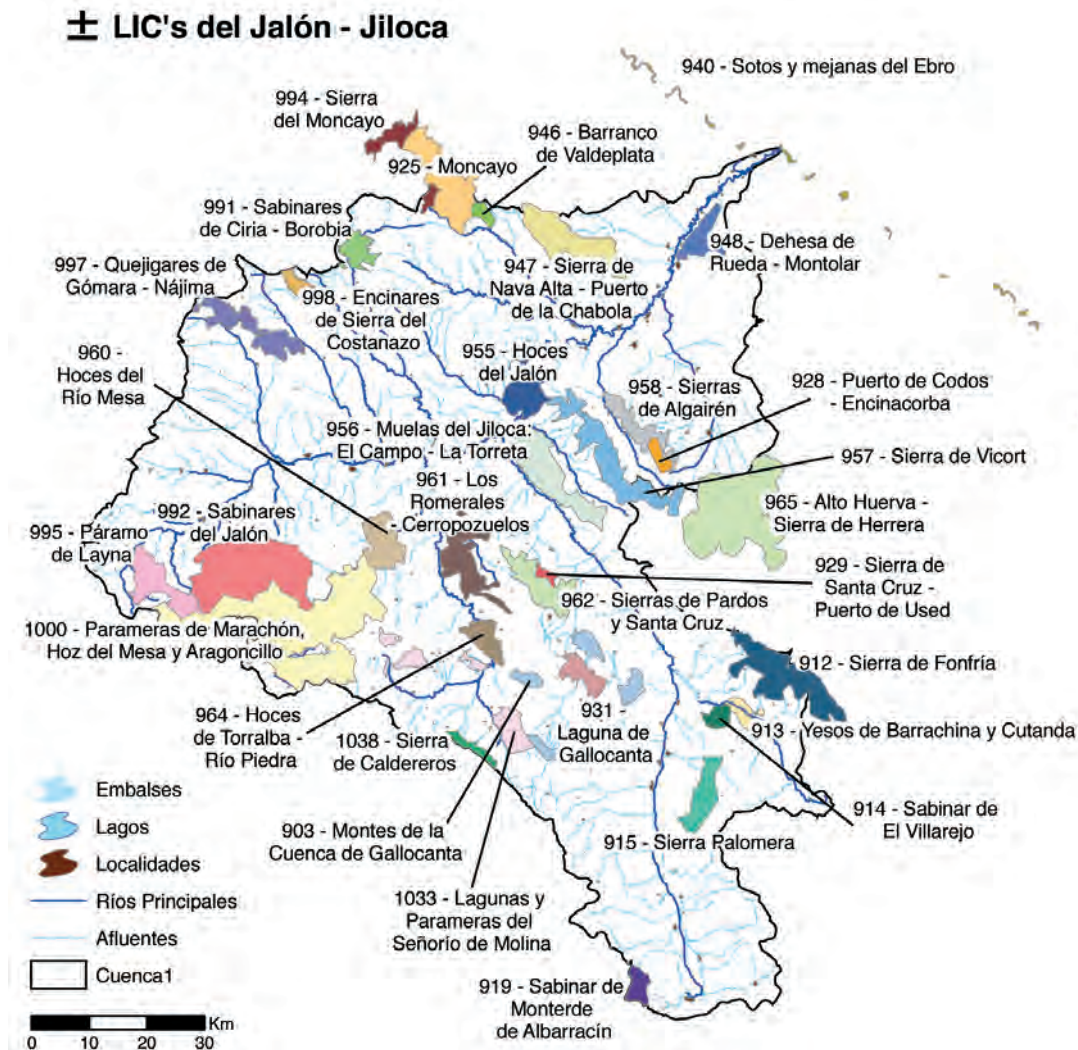 ± LIC's del Jalón - Jiloca
940 - Sotos y mejanas del Ebro
994 - Sierra
del Moncayo
946 - Barranco
de Valdeplata
925 - Moncayo
991 - Sabinares
de Ciria - Borobia
948 - Dehesa de
Rueda - Montolar
997 - Quejigares de
Gómara - Nájima
947 - Sierra de
Nava Alta - Puerto
de la Chabola
998 - Encinares
de Sierra del
Costanazo
960 -
Hoces del
Río Mesa
955 - Hoces
del Jalón
958 - Sierras
de Algairén
928 - Puerto de Codos
- Encinacorba
956 - Muelas del Jiloca:
El Campo - La Torreta
957 - Sierra de Vicort
961 - Los
Romerales
- Cerropozuelos
965 - Alto Huerva -
Sierra de Herrera
992 - Sabinares
del Jalón
995 - Páramo
de Layna
929 - Sierra de
Santa Cruz -
Puerto de Used
962 - Sierras de Pardos
y Santa Cruz
1000 - Parameras de Marachón,
Hoz del Mesa y Aragoncillo
912 - Sierra de Fonfría
964 - Hoces
de Torralba -
Río Piedra
1038 - Sierra
de Caldereros
931 -
Laguna de
Gallocanta
913 - Yesos de Barrachina y Cutanda
914 - Sabinar de
El Villarejo
903 - Montes de la
Cuenca de Gallocanta
915 - Sierra Palomera
1033 - Lagunas y
Parameras del
Señorío de Molina
919 - Sabinar de
Monterde
de Albarracín
Embalses
Lagos
Localidades
Ríos Principales
Afluentes
Cuenca1
Km
0 10 20 30